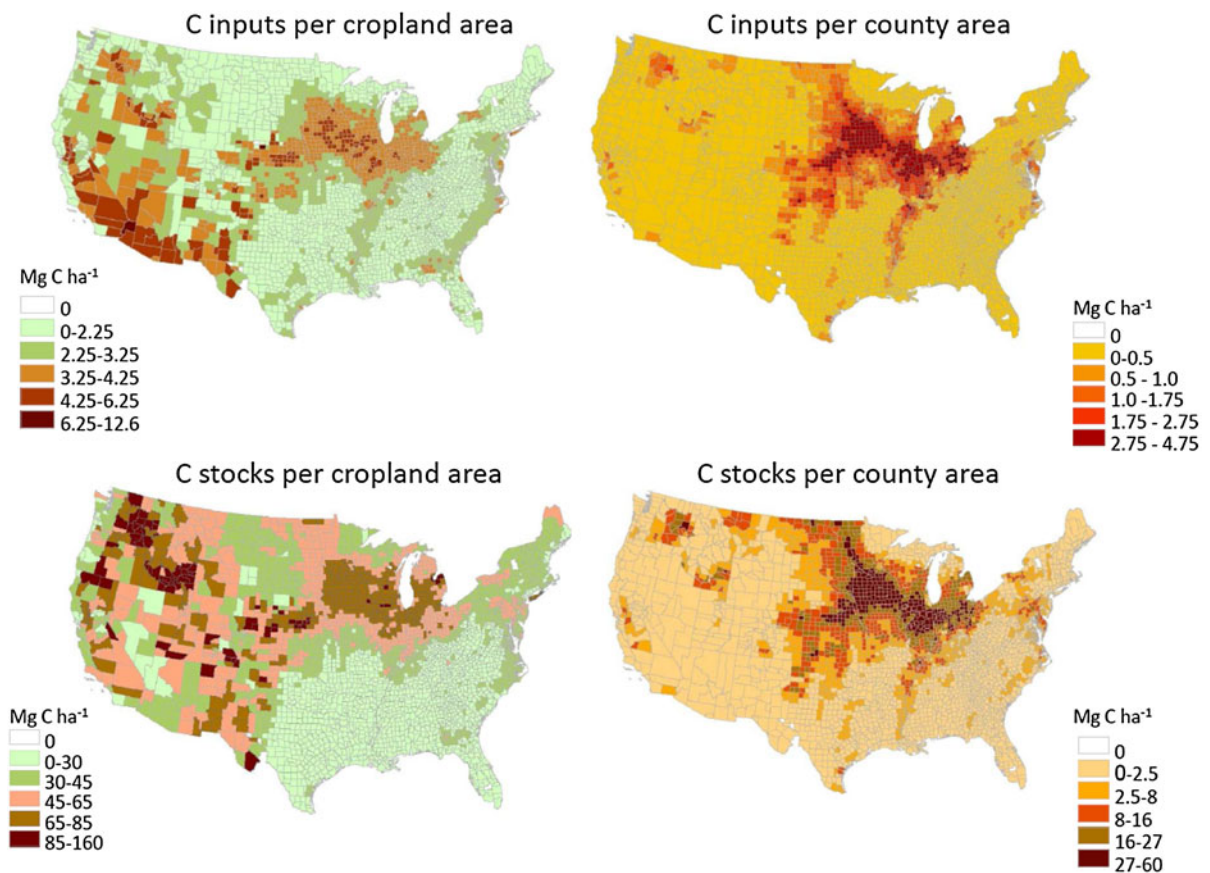 C inputs per cropland area
C inputs per county area
Mg C ha⁻¹
0
0-2.25
2.25-3.25
3.25-4.25
4.25-6.25
6.25-12.6
Mg C ha⁻¹
0
0-0.5
0.5 - 1.0
1.0 -1.75
1.75 - 2.75
2.75 - 4.75
C stocks per cropland area
C stocks per county area
Mg C ha⁻¹
0
0-30
30-45
45-65
65-85
85-160
Mg C ha⁻¹
0
0-2.5
2.5-8
8-16
16-27
27-60